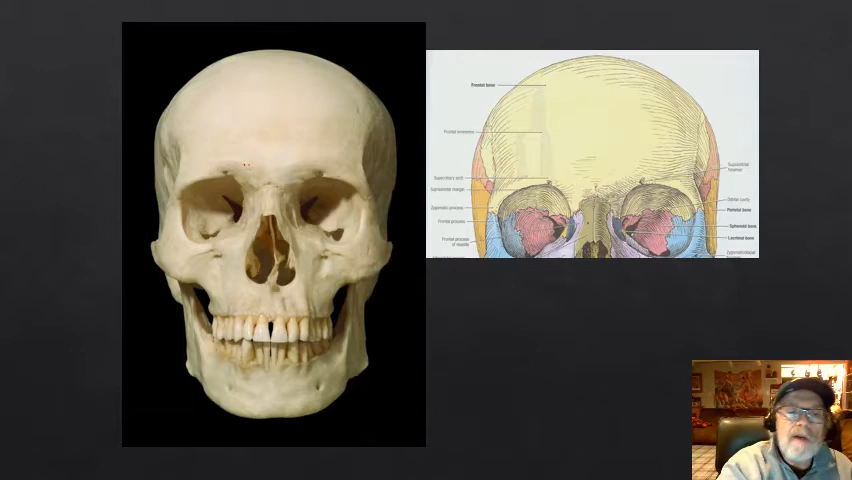 Frontal bone
Frontal eminence
Superciliary arch
Supraorbital margin
Zygomatic process
Frontal process
Frontal process
of maxilla
Supraorbital
foramen
Orbital cavity
Parietal bone
Sphenoid bone
Lacrimal bone